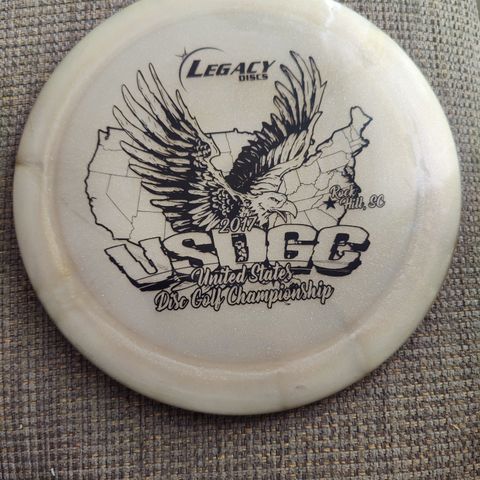 LEGACY
DISCS
Rock
Hill, SC
2017
USDGC
United States
Disc Golf Championship